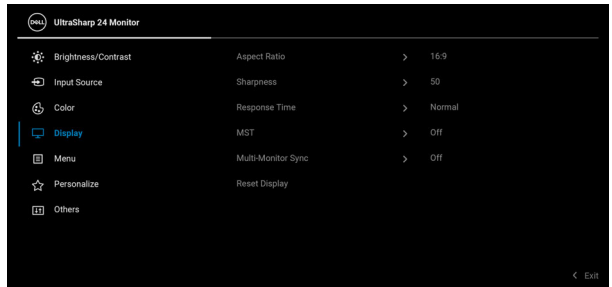 DELL UltraSharp 24 Monitor
Brightness/Contrast Aspect Ratio > 16:9
Input Source Sharpness > 50
Color Response Time > Normal
Display MST > Off
Menu Multi-Monitor Sync > Off
Personalize Reset Display
Others
< Exit